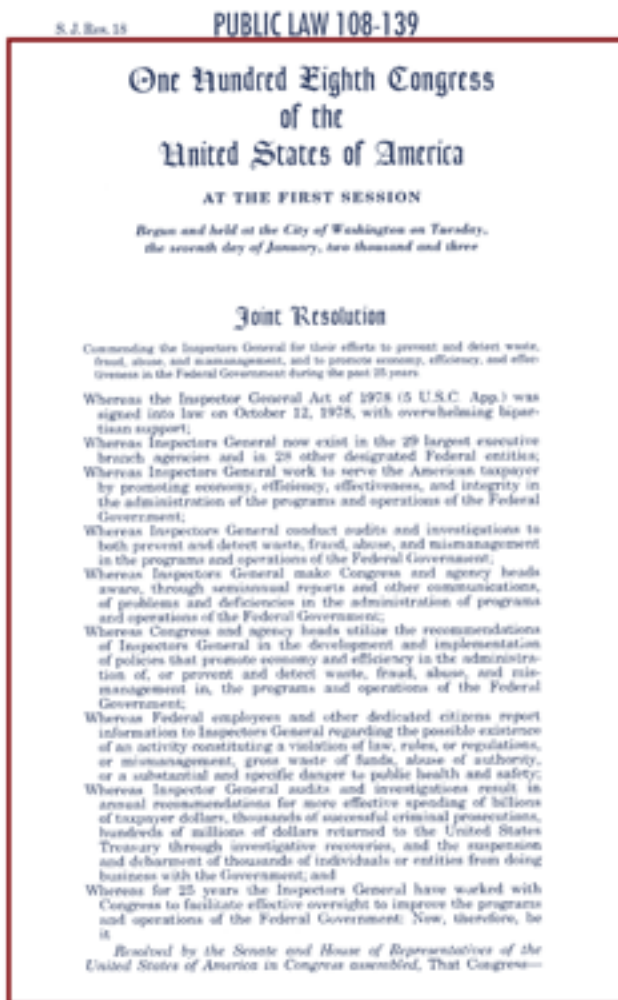 S. J. Res. 18
PUBLIC LAW 108-139
One Hundred Eighth Congress
of the
United States of America
AT THE FIRST SESSION
Begun and held at the City of Washington on Tuesday,
the seventh day of January, two thousand and three
Joint Resolution
Commending the Inspectors General for their efforts to prevent and detect waste,
fraud, abuse, and mismanagement, and to promote economy, efficiency, and effec-
tiveness in the Federal Government during the past 25 years.
Whereas the Inspector General Act of 1978 (5 U.S.C. App.) was
signed into law on October 12, 1978, with overwhelming bipar-
tisan support;
Whereas Inspectors General now exist in the 29 largest executive
branch agencies and in 28 other designated Federal entities;
Whereas Inspectors General work to serve the American taxpayer
by promoting economy, efficiency, effectiveness, and integrity in
the administration of the programs and operations of the Federal
Government;
Whereas Inspectors General conduct audits and investigations to
both prevent and detect waste, fraud, abuse, and mismanagement
in the programs and operations of the Federal Government;
Whereas Inspectors General make Congress and agency heads
aware, through semiannual reports and other communications,
of problems and deficiencies in the administration of programs
and operations of the Federal Government;
Whereas Congress and agency heads utilize the recommendations
of Inspectors General in the development and implementation
of policies that promote economy and efficiency in the administra-
tion of, or prevent and detect waste, fraud, abuse, and mis-
management in, the programs and operations of the Federal
Government;
Whereas Federal employees and other dedicated citizens report
information to Inspectors General regarding the possible existence
of an activity constituting a violation of law, rules, or regulations,
or mismanagement, gross waste of funds, abuse of authority,
or a substantial and specific danger to public health and safety;
Whereas Inspector General audits and investigations result in
annual recommendations for more effective spending of billions
of taxpayer dollars, thousands of successful criminal prosecutions,
hundreds of millions of dollars returned to the United States
Treasury through investigative recoveries, and the suspension
and debarment of thousands of individuals or entities from doing
business with the Government; and
Whereas for 25 years the Inspectors General have worked with
Congress to facilitate effective oversight to improve the programs
and operations of the Federal Government: Now, therefore, be
it
Resolved by the Senate and House of Representatives of the
United States of America in Congress assembled, That Congress—